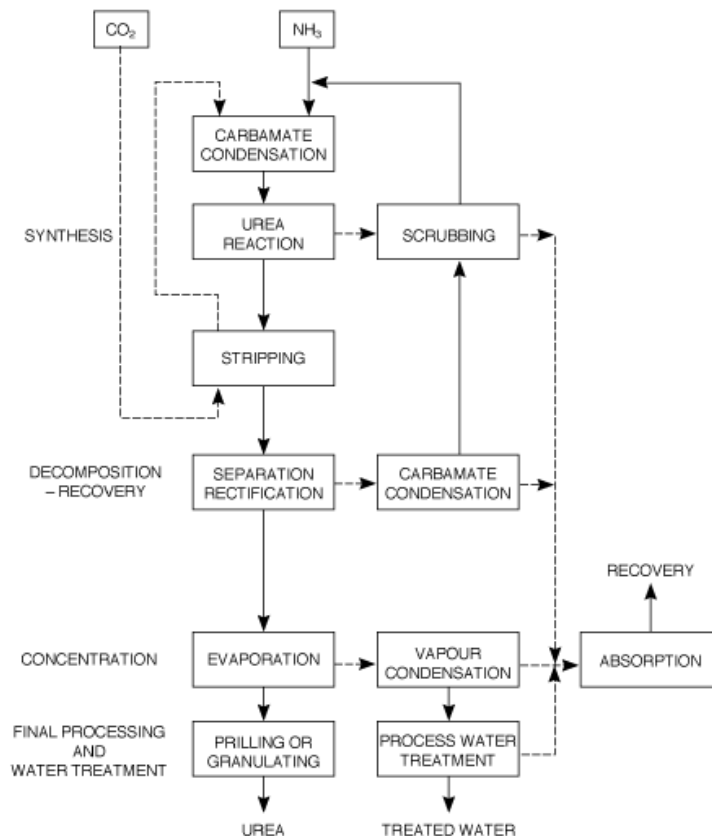 CO₂
NH₃
CARBAMATE
CONDENSATION
SYNTHESIS
UREA
REACTION
SCRUBBING
STRIPPING
DECOMPOSITION
– RECOVERY
SEPARATION
RECTIFICATION
CARBAMATE
CONDENSATION
RECOVERY
CONCENTRATION
EVAPORATION
VAPOUR
CONDENSATION
ABSORPTION
FINAL PROCESSING
AND
WATER TREATMENT
PRILLING OR
GRANULATING
PROCESS WATER
TREATMENT
UREA
TREATED WATER